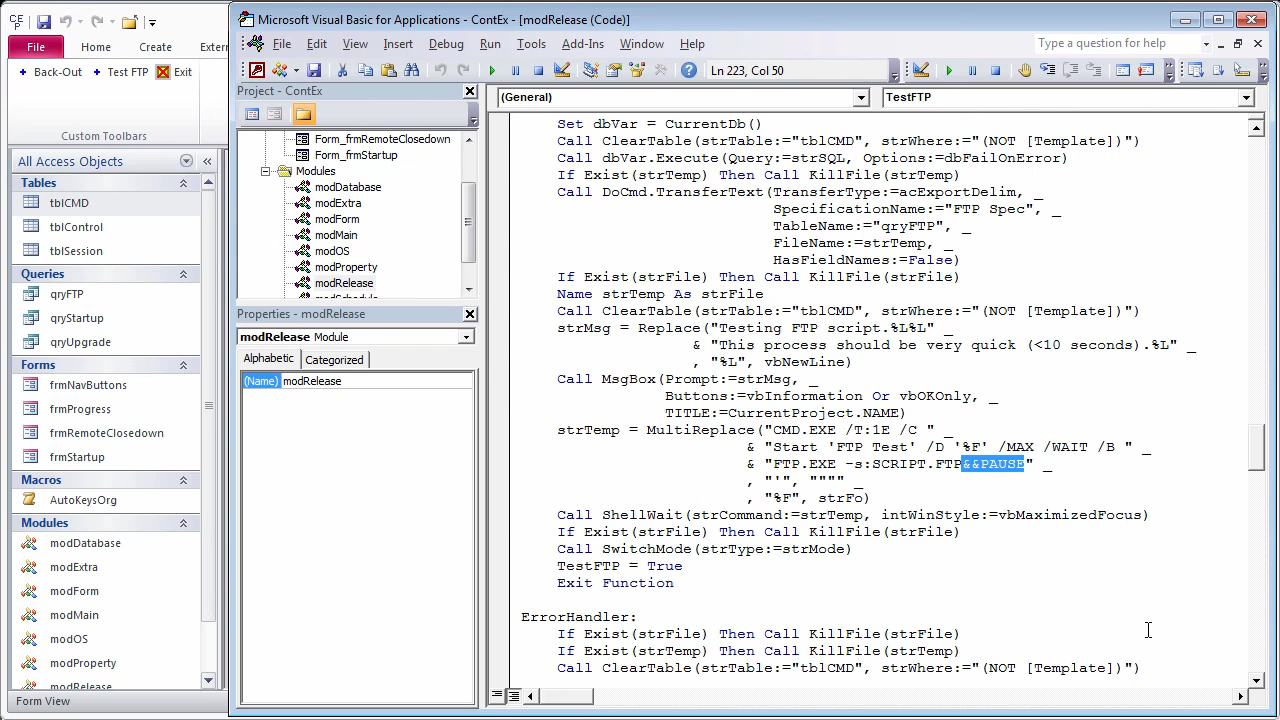 Microsoft Visual Basic for Applications - ContEx - [modRelease (Code)]
File Home Create Extern
Back-Out Test FTP Exit
Custom Toolbars
File Edit View Insert Debug Run Tools Add-Ins Window Help
Type a question for help
Ln 223, Col 50
All Access Objects
Tables
tblCMD
tblControl
tblSession
Queries
qryFTP
qryStartup
qryUpgrade
Forms
frmNavButtons
frmProgress
frmRemoteClosedown
frmStartup
Macros
AutoKeysOrg
Modules
modDatabase
modExtra
modForm
modMain
modOS
modProperty
modRelease
Form View
Project - ContEx
Form_frmRemoteClosedown
Form_frmStartup
Modules
modDatabase
modExtra
modForm
modMain
modOS
modProperty
modRelease
modSchedule
Properties - modRelease
modRelease Module
Alphabetic Categorized
(Name) modRelease
(General) TestFTP
Set dbVar = CurrentDb()
Call ClearTable(strTable:="tblCMD", strWhere:="(NOT [Template])")
Call dbVar.Execute(Query:=strSQL, Options:=dbFailOnError)
If Exist(strTemp) Then Call KillFile(strTemp)
Call DoCmd.TransferText(TransferType:=acExportDelim, _
SpecificationName:="FTP Spec", _
TableName:="qryFTP", _
FileName:=strTemp, _
HasFieldNames:=False)
If Exist(strFile) Then Call KillFile(strFile)
Name strTemp As strFile
Call ClearTable(strTable:="tblCMD", strWhere:="(NOT [Template])")
strMsg = Replace("Testing FTP script.%L%L" _
& "This process should be very quick (<10 seconds).%L" _
, "%L", vbNewLine)
Call MsgBox(Prompt:=strMsg, _
Buttons:=vbInformation Or vbOKOnly, _
TITLE:=CurrentProject.NAME)
strTemp = MultiReplace("CMD.EXE /T:1E /C " _
& "Start 'FTP Test' /D '%F' /MAX /WAIT /B " _
& "FTP.EXE -s:SCRIPT.FTP&&PAUSE" _
, "'", """" _
, "%F", strFo)
Call ShellWait(strCommand:=strTemp, intWinStyle:=vbMaximizedFocus)
If Exist(strFile) Then Call KillFile(strFile)
Call SwitchMode(strType:=strMode)
TestFTP = True
Exit Function
ErrorHandler:
If Exist(strFile) Then Call KillFile(strFile)
If Exist(strTemp) Then Call KillFile(strTemp)
Call ClearTable(strTable:="tblCMD", strWhere:="(NOT [Template])")